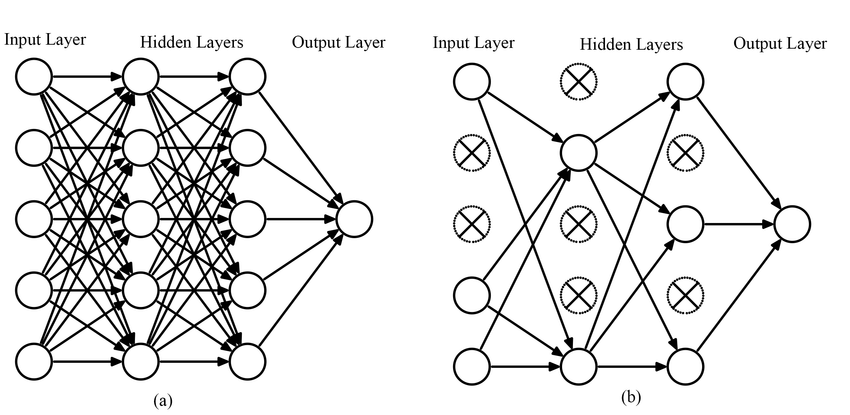 Input Layer
Hidden Layers
Output Layer
Input Layer
Hidden Layers
Output Layer
(a)
(b)